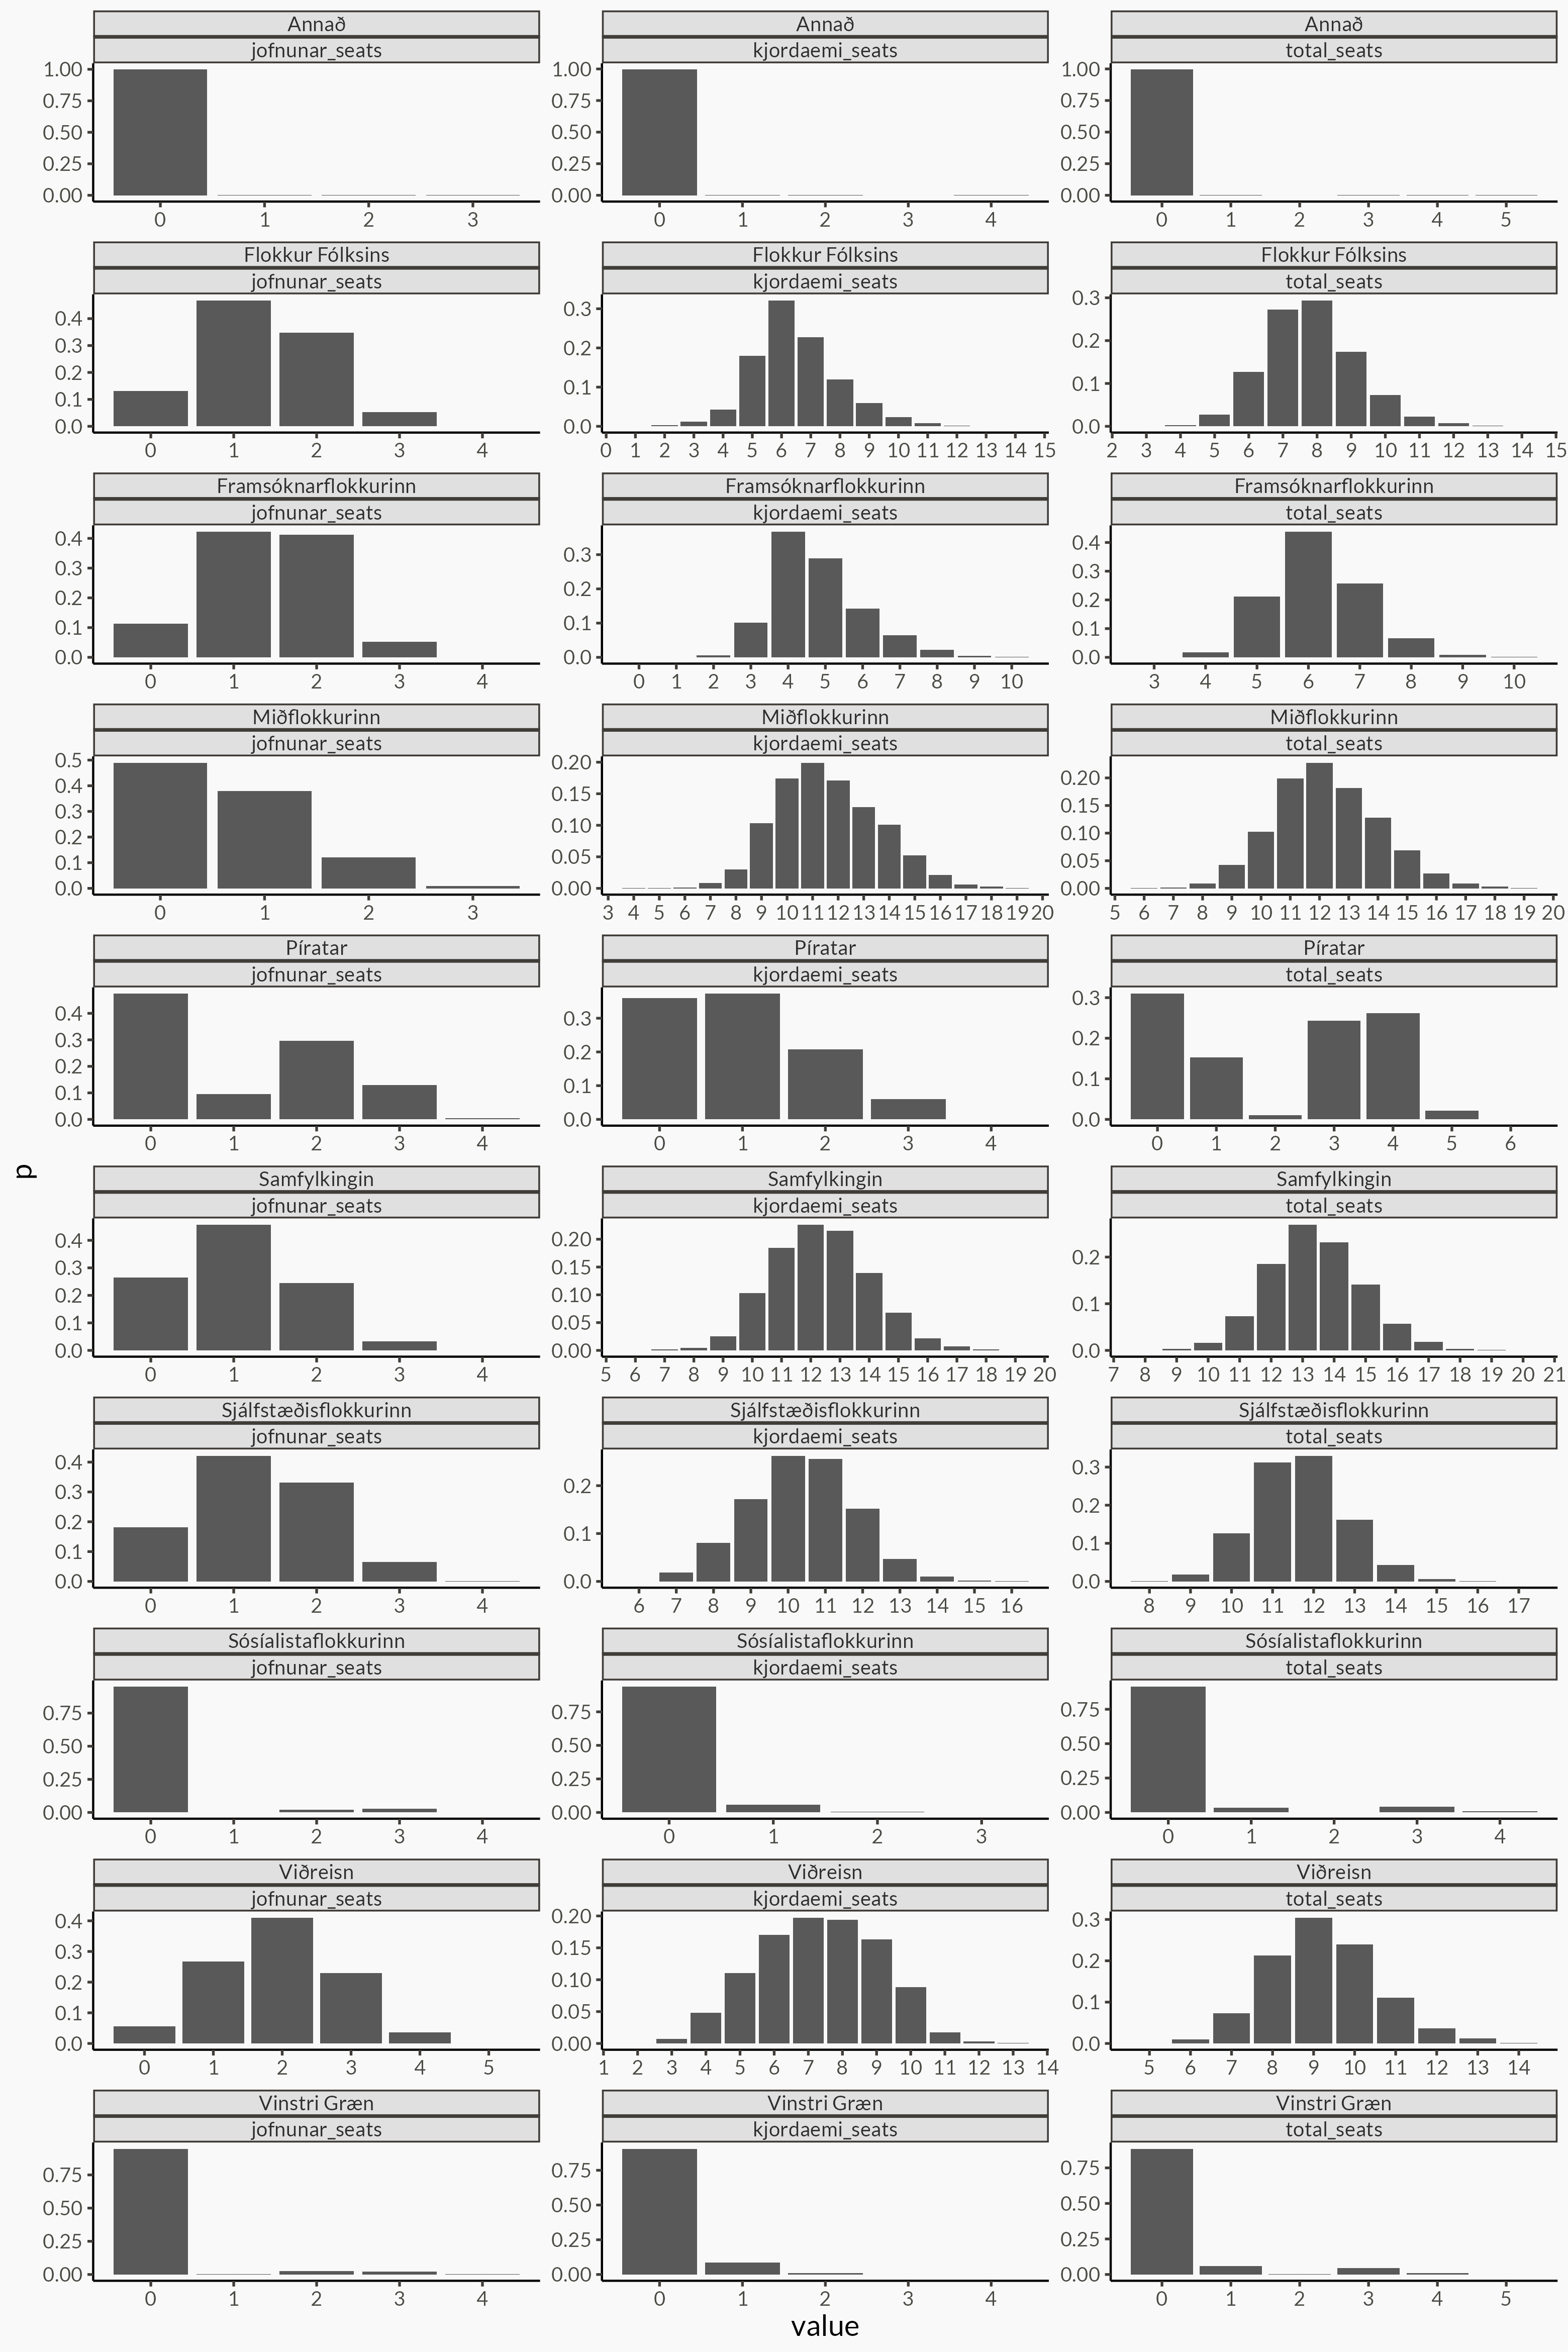 Annað Annað Annað
jofnunar_seats kjordaemi_seats total_seats
1.00 1.00 1.00
0.75 0.75 0.75
0.50 0.50 0.50
0.25 0.25 0.25
0.00 0.00 0.00
0 1 2 3 0 1 2 3 4 0 1 2 3 4 5
Flokkur Fólksins Flokkur Fólksins Flokkur Fólksins
jofnunar_seats kjordaemi_seats total_seats
0.4 0.3 0.3
0.3 0.2 0.2
0.2 0.1 0.1
0.1 0.0 0.0
0.0
0 1 2 3 4 0 1 2 3 4 5 6 7 8 9 10 11 12 13 14 15 2 3 4 5 6 7 8 9 10 11 12 13 14 15
Framsóknarflokkurinn Framsóknarflokkurinn Framsóknarflokkurinn
jofnunar_seats kjordaemi_seats total_seats
0.4 0.3 0.4
0.3 0.2 0.3
0.2 0.1 0.2
0.1 0.0 0.1
0.0 0.0
0 1 2 3 4 0 1 2 3 4 5 6 7 8 9 10 3 4 5 6 7 8 9 10
Miðflokkurinn Miðflokkurinn Miðflokkurinn
jofnunar_seats kjordaemi_seats total_seats
0.5 0.20 0.20
0.4 0.15 0.15
0.3 0.10 0.10
0.2 0.05 0.05
0.1 0.00 0.00
0.0
0 1 2 3 3 4 5 6 7 8 9 10 11 12 13 14 15 16 17 18 19 20 5 6 7 8 9 10 11 12 13 14 15 16 17 18 19 20
Píratar Píratar Píratar
jofnunar_seats kjordaemi_seats total_seats
0.4 0.3 0.3
0.3 0.2 0.2
0.2 0.1 0.1
0.1 0.0 0.0
0.0
0 1 2 3 4 0 1 2 3 4 0 1 2 3 4 5 6
p
Samfylkingin Samfylkingin Samfylkingin
jofnunar_seats kjordaemi_seats total_seats
0.4 0.20 0.2
0.3 0.15 0.1
0.2 0.10 0.0
0.1 0.05
0.0 0.00
0 1 2 3 4 5 6 7 8 9 10 11 12 13 14 15 16 17 18 19 20 7 8 9 10 11 12 13 14 15 16 17 18 19 20 21
Sjálfstæðisflokkurinn Sjálfstæðisflokkurinn Sjálfstæðisflokkurinn
jofnunar_seats kjordaemi_seats total_seats
0.4 0.2 0.3
0.3 0.1 0.2
0.2 0.0 0.1
0.1 0.0
0.0
0 1 2 3 4 6 7 8 9 10 11 12 13 14 15 16 8 9 10 11 12 13 14 15 16 17
Sósíalistaflokkurinn Sósíalistaflokkurinn Sósíalistaflokkurinn
jofnunar_seats kjordaemi_seats total_seats
0.75 0.75 0.75
0.50 0.50 0.50
0.25 0.25 0.25
0.00 0.00 0.00
0 1 2 3 4 0 1 2 3 0 1 2 3 4
Viðreisn Viðreisn Viðreisn
jofnunar_seats kjordaemi_seats total_seats
0.4 0.20 0.3
0.3 0.15 0.2
0.2 0.10 0.1
0.1 0.05 0.0
0.0 0.00
0 1 2 3 4 5 1 2 3 4 5 6 7 8 9 10 11 12 13 14 5 6 7 8 9 10 11 12 13 14
Vinstri Græn Vinstri Græn Vinstri Græn
jofnunar_seats kjordaemi_seats total_seats
0.75 0.75 0.75
0.50 0.50 0.50
0.25 0.25 0.25
0.00 0.00 0.00
0 1 2 3 4 0 1 2 3 4 0 1 2 3 4 5
value